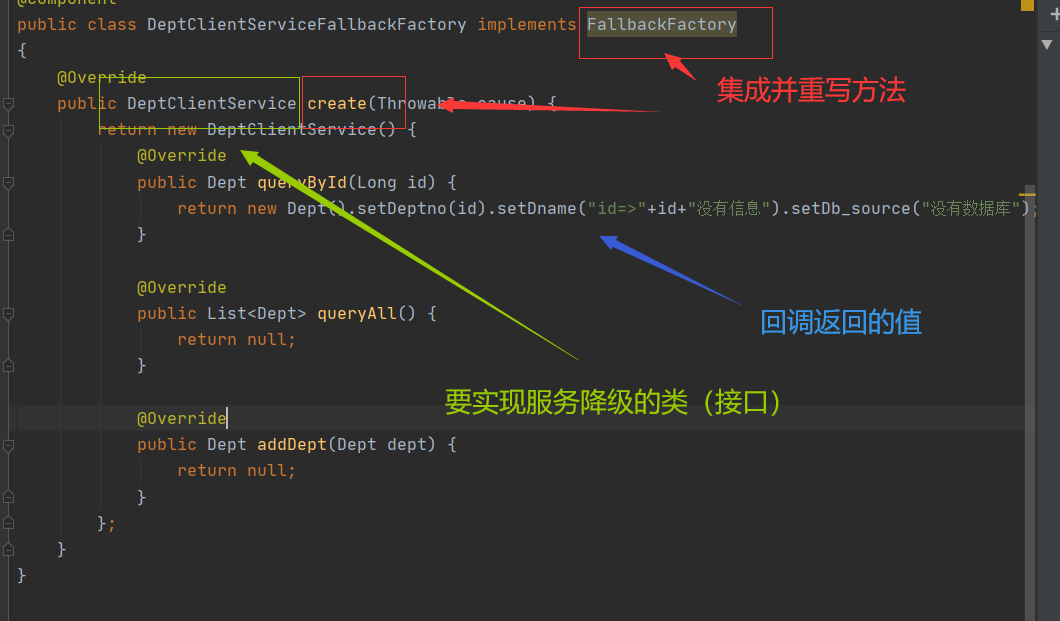 @Component
public class DeptClientServiceFallbackFactory implements FallbackFactory
{
@Override
集成并重写方法
public DeptClientService create(Throwable cause) {
return new DeptClientService() {
@Override
public Dept queryById(Long id) {
return new Dept().setDeptno(id).setDname("id=>"+id+"没有信息").setDb_source("没有数据库");
}
@Override
public List<Dept> queryAll() {
回调返回的值
return null;
}
要实现服务降级的类（接口）
@Override
public Dept addDept(Dept dept) {
return null;
}
};
}
}